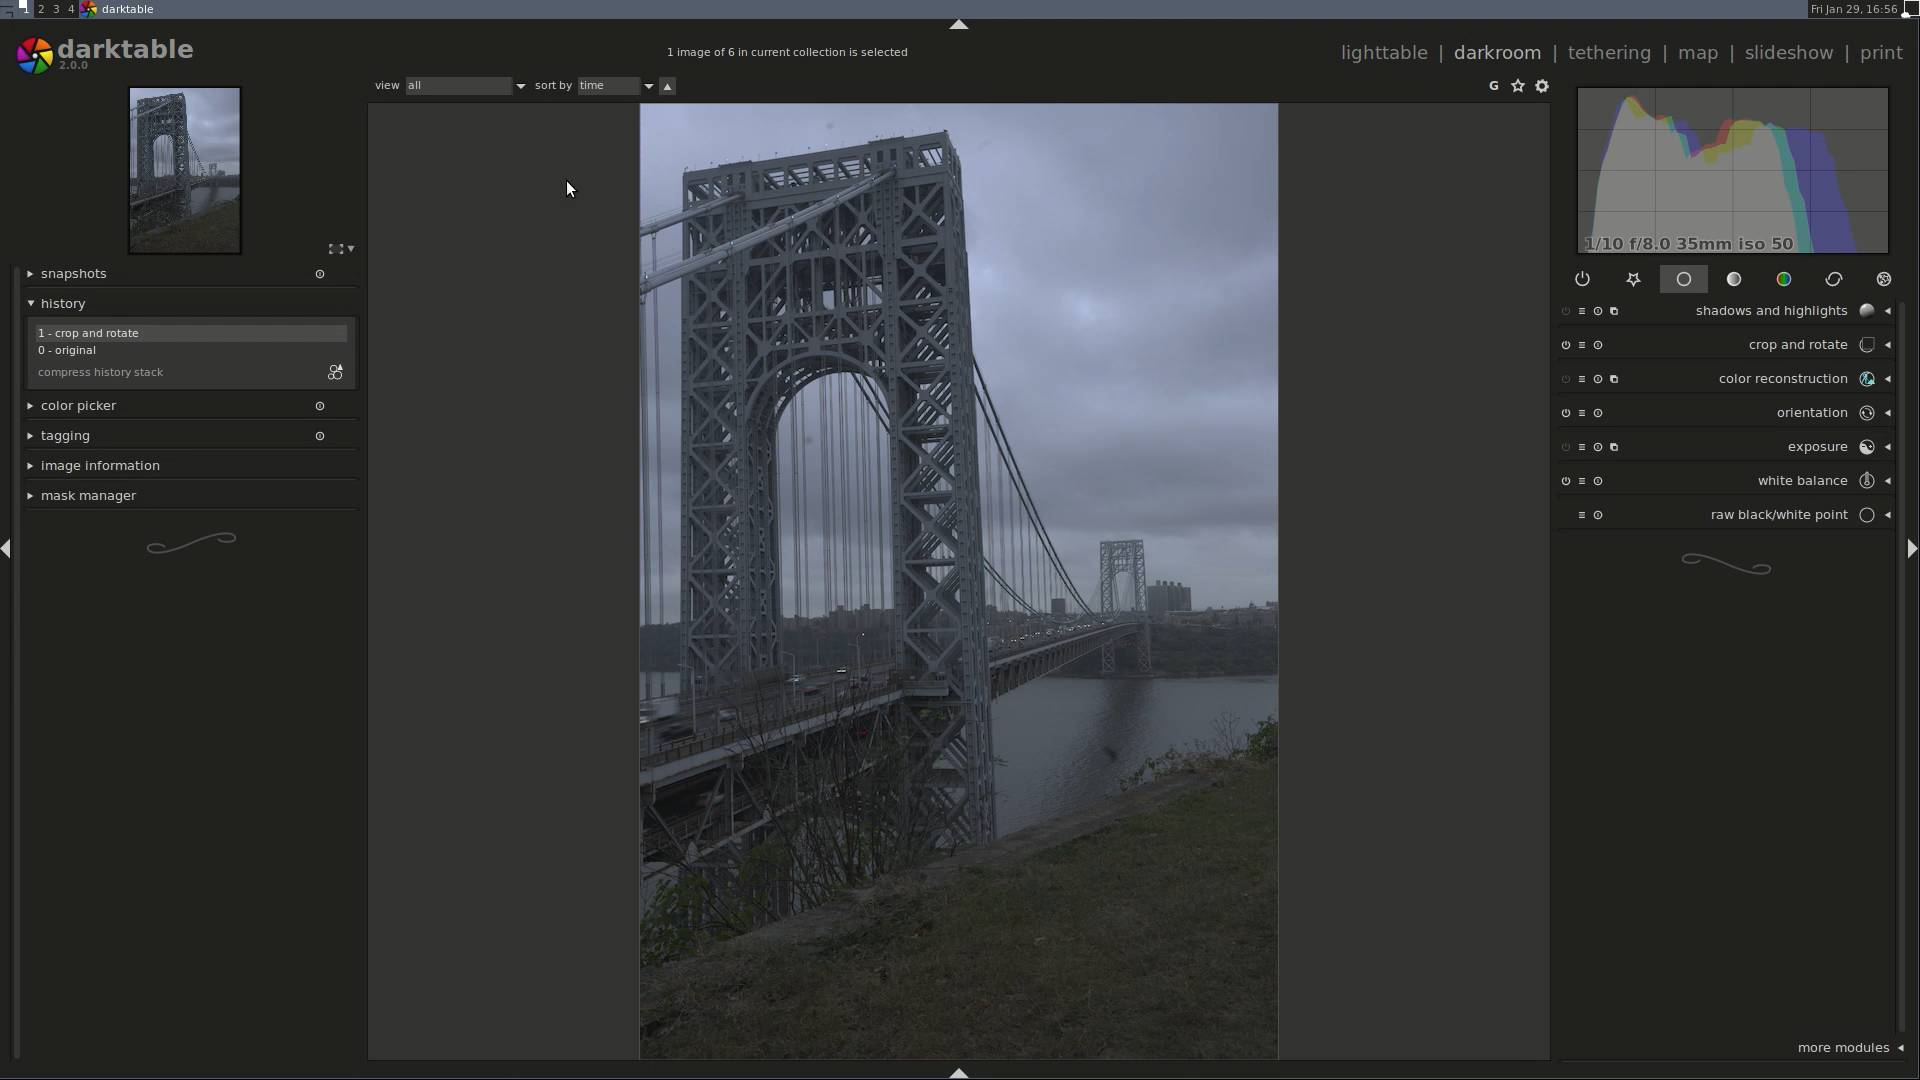 1 2 3 4 darktable Fri Jan 29, 16:56
darktable
2.0.0
1 image of 6 in current collection is selected
lighttable | darkroom | tethering | map | slideshow | print
view all sort by time
G
1/10 f/8.0 35mm iso 50
snapshots
history
1 - crop and rotate
0 - original
compress history stack
color picker
tagging
image information
mask manager
shadows and highlights
crop and rotate
color reconstruction
orientation
exposure
white balance
raw black/white point
more modules